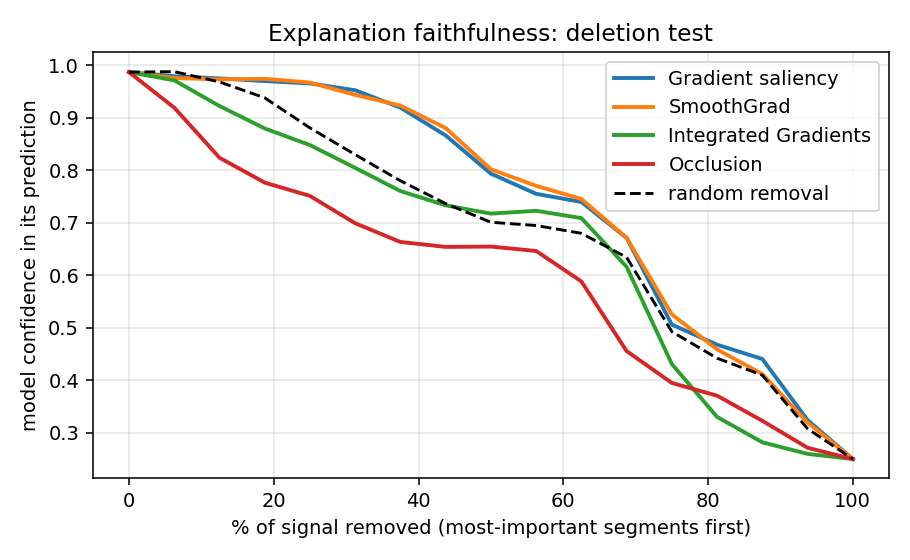 Explanation faithfulness: deletion test
model confidence in its prediction
1.0
0.9
0.8
0.7
0.6
0.5
0.4
0.3
Gradient saliency
SmoothGrad
Integrated Gradients
Occlusion
random removal
0 20 40 60 80 100
% of signal removed (most-important segments first)